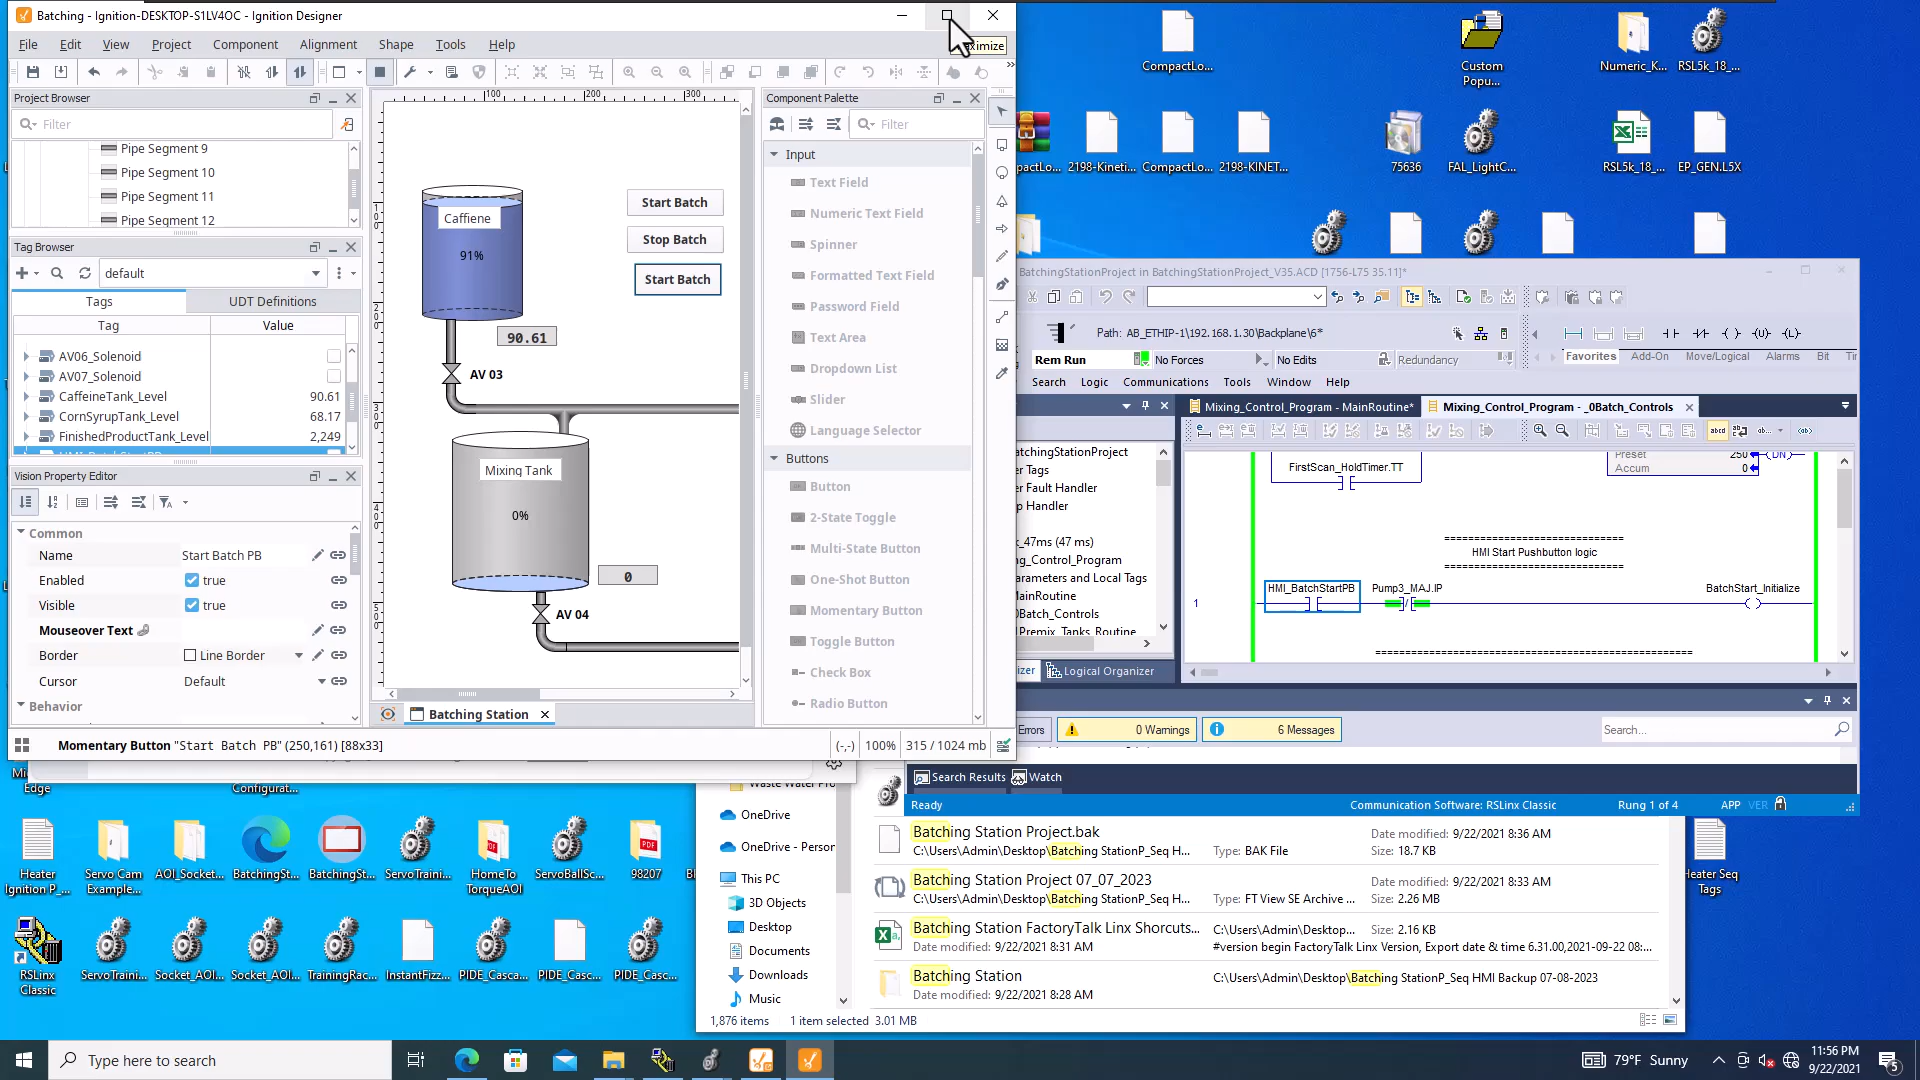 Batching - Ignition-DESKTOP-S1LV4OC - Ignition Designer
File Edit View Project Component Alignment Shape Tools Help
Project Browser
Filter
Pipe Segment 9
Pipe Segment 10
Pipe Segment 11
Pipe Segment 12
Tag Browser
default
Tags UDT Definitions
Tag Value
AV06_Solenoid
AV07_Solenoid
CaffeineTank_Level 90.61
CornSyrupTank_Level 68.17
FinishedProductTank_Level 2,249
Vision Property Editor
Common
Name Start Batch PB
Enabled true
Visible true
Mouseover Text
Border Line Border
Cursor Default
Behavior
100 200 300
Caffiene
91%
90.61
AV 03
Mixing Tank
0%
0
AV 04
Start Batch
Stop Batch
Start Batch
Batching Station
Component Palette
Filter
Input
Text Field
Numeric Text Field
Spinner
Formatted Text Field
Password Field
Text Area
Dropdown List
Slider
Language Selector
Buttons
Button
2-State Toggle
Multi-State Button
One-Shot Button
Momentary Button
Toggle Button
Check Box
Radio Button
Momentary Button "Start Batch PB" (250,161) [88x33]
(-,-) 100% 315 / 1024 mb
CompactLo...
Custom Popu...
Numeric_K...
RSL5k_18_...
2198-Kineti...
CompactLo...
2198-KINET...
75636
FAL_LightC...
RSL5k_18_...
EP_GEN.L5X
BatchingStationProject in BatchingStationProject_V35.ACD [1756-L75 35.11]*
Path: AB_ETHIP-1\192.168.1.30\Backplane\6*
Rem Run No Forces No Edits Redundancy
Favorites Add-On Move/Logical Alarms Bit
Search Logic Communications Tools Window Help
Mixing_Control_Program - MainRoutine*
Mixing_Control_Program - _0Batch_Controls
FirstScan_HoldTimer.TT
Preset 250
Accum 0
DN
========================
HMI Start Pushbutton logic
========================
HMI_BatchStartPB Pump3_MAJ.IP BatchStart_Initialize
1
Logical Organizer
Errors 0 Warnings 6 Messages
Search...
Search Results Watch
Ready Communication Software: RSLinx Classic Rung 1 of 4 APP VER
Edge
Configurat...
OneDrive
OneDrive - Person
This PC
3D Objects
Desktop
Documents
Downloads
Music
Batching Station Project.bak Date modified: 9/22/2021 8:36 AM
C:\Users\Admin\Desktop\Batching StationP_Seq H... Type: BAK File Size: 18.7 KB
Batching Station Project 07_07_2023 Date modified: 9/22/2021 8:33 AM
C:\Users\Admin\Desktop\Batching StationP_Seq H... Type: FT View SE Archive ... Size: 2.26 MB
Batching Station FactoryTalk Linx Shorcuts... C:\Users\Admin\Desktop... Size: 2.16 KB
Date modified: 9/22/2021 8:31 AM #version begin FactoryTalk Linx Version, Export date & time 6.31.00,2021-09-22 08:...
Batching Station C:\Users\Admin\Desktop\Batching StationP_Seq HMI Backup 07-08-2023
Date modified: 9/22/2021 8:28 AM
1,876 items 1 item selected 3.01 MB
Heater Ignition P_...
Servo Cam Example...
AOI_Socket...
BatchingSt...
BatchingSt...
ServoTraini...
HomeTo TorqueAOI
ServoBallSc...
98207
Heater Seq Tags
RSLinx Classic
ServoTraini...
Socket_AOI...
Socket_AOI...
TrainingRac...
InstantFizz...
PIDE_Casca...
PIDE_Casc...
PIDE_Casc...
Type here to search
79°F Sunny
11:56 PM
9/22/2021
5